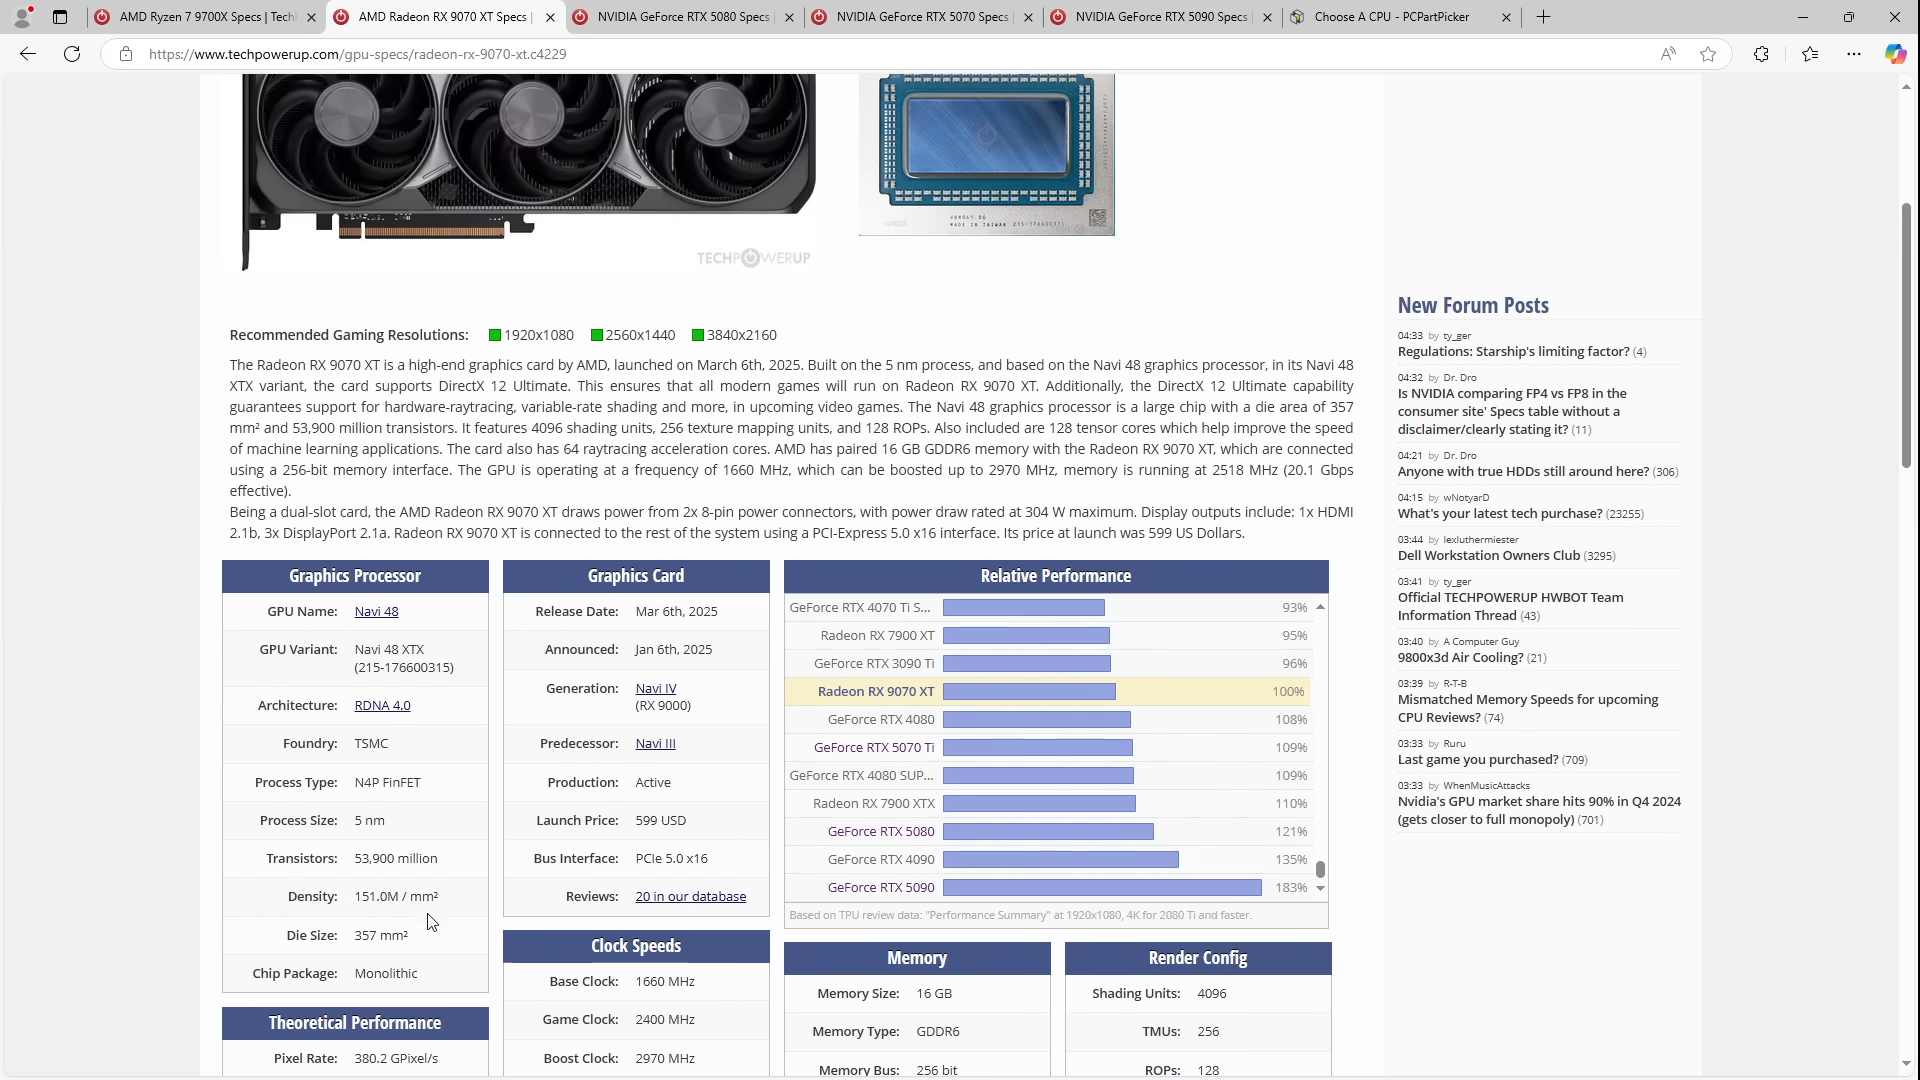 AMD Ryzen 7 9700X Specs | Tech
AMD Radeon RX 9070 XT Specs |
NVIDIA GeForce RTX 5080 Specs
NVIDIA GeForce RTX 5070 Specs
NVIDIA GeForce RTX 5090 Specs
Choose A CPU - PCPartPicker
https://www.techpowerup.com/gpu-specs/radeon-rx-9070-xt.c4229
MADE IN TAIWAN
TECHPOWERUP
Recommended Gaming Resolutions: 1920x1080 2560x1440 3840x2160
The Radeon RX 9070 XT is a high-end graphics card by AMD, launched on March 6th, 2025. Built on the 5 nm process, and based on the Navi 48 graphics processor, in its Navi 48
XTX variant, the card supports DirectX 12 Ultimate. This ensures that all modern games will run on Radeon RX 9070 XT. Additionally, the DirectX 12 Ultimate capability
guarantees support for hardware-raytracing, variable-rate shading and more, in upcoming video games. The Navi 48 graphics processor is a large chip with a die area of 357
mm² and 53,900 million transistors. It features 4096 shading units, 256 texture mapping units, and 128 ROPs. Also included are 128 tensor cores which help improve the speed
of machine learning applications. The card also has 64 raytracing acceleration cores. AMD has paired 16 GB GDDR6 memory with the Radeon RX 9070 XT, which are connected
using a 256-bit memory interface. The GPU is operating at a frequency of 1660 MHz, which can be boosted up to 2970 MHz, memory is running at 2518 MHz (20.1 Gbps
effective).
Being a dual-slot card, the AMD Radeon RX 9070 XT draws power from 2x 8-pin power connectors, with power draw rated at 304 W maximum. Display outputs include: 1x HDMI
2.1b, 3x DisplayPort 2.1a. Radeon RX 9070 XT is connected to the rest of the system using a PCI-Express 5.0 x16 interface. Its price at launch was 599 US Dollars.
Graphics Processor
GPU Name: Navi 48
GPU Variant: Navi 48 XTX
(215-176600315)
Architecture: RDNA 4.0
Foundry: TSMC
Process Type: N4P FinFET
Process Size: 5 nm
Transistors: 53,900 million
Density: 151.0M / mm²
Die Size: 357 mm²
Chip Package: Monolithic
Theoretical Performance
Pixel Rate: 380.2 GPixel/s
Graphics Card
Release Date: Mar 6th, 2025
Announced: Jan 6th, 2025
Generation: Navi IV
(RX 9000)
Predecessor: Navi III
Production: Active
Launch Price: 599 USD
Bus Interface: PCIe 5.0 x16
Reviews: 20 in our database
Clock Speeds
Base Clock: 1660 MHz
Game Clock: 2400 MHz
Boost Clock: 2970 MHz
Relative Performance
GeForce RTX 4070 Ti S... 93%
Radeon RX 7900 XT 95%
GeForce RTX 3090 Ti 96%
Radeon RX 9070 XT 100%
GeForce RTX 4080 108%
GeForce RTX 5070 Ti 109%
GeForce RTX 4080 SUP... 109%
Radeon RX 7900 XTX 110%
GeForce RTX 5080 121%
GeForce RTX 4090 135%
GeForce RTX 5090 183%
Based on TPU review data: "Performance Summary" at 1920x1080, 4K for 2080 Ti and faster.
Memory
Memory Size: 16 GB
Memory Type: GDDR6
Memory Bus: 256 bit
Render Config
Shading Units: 4096
TMUs: 256
ROPs: 128
New Forum Posts
04:33 by ty_ger
Regulations: Starship's limiting factor? (4)
04:32 by Dr. Dro
Is NVIDIA comparing FP4 vs FP8 in the
consumer site' Specs table without a
disclaimer/clearly stating it? (11)
04:21 by Dr. Dro
Anyone with true HDDs still around here? (306)
04:15 by wNotyarD
What's your latest tech purchase? (23255)
03:44 by lexluthermiester
Dell Workstation Owners Club (3295)
03:41 by ty_ger
Official TECHPOWERUP HWBOT Team
Information Thread (43)
03:40 by A Computer Guy
9800x3d Air Cooling? (21)
03:39 by R-T-B
Mismatched Memory Speeds for upcoming
CPU Reviews? (74)
03:33 by Ruru
Last game you purchased? (709)
03:33 by WhenMusicAttacks
Nvidia's GPU market share hits 90% in Q4 2024
(gets closer to full monopoly) (701)